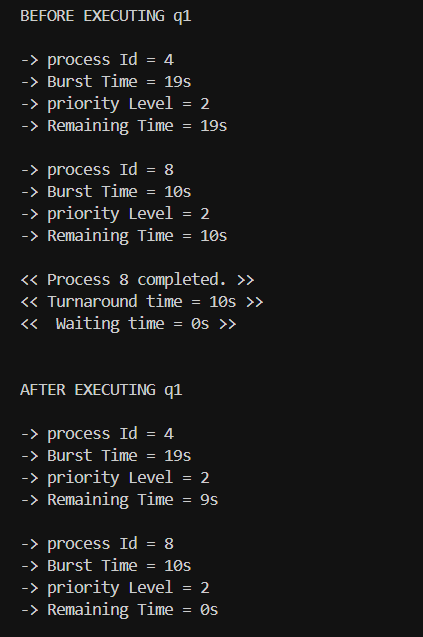 BEFORE EXECUTING q1
-> process Id = 4
-> Burst Time = 19s
-> priority Level = 2
-> Remaining Time = 19s
-> process Id = 8
-> Burst Time = 10s
-> priority Level = 2
-> Remaining Time = 10s
<< Process 8 completed. >>
<< Turnaround time = 10s >>
<<  Waiting time = 0s >>
AFTER EXECUTING q1
-> process Id = 4
-> Burst Time = 19s
-> priority Level = 2
-> Remaining Time = 9s
-> process Id = 8
-> Burst Time = 10s
-> priority Level = 2
-> Remaining Time = 0s